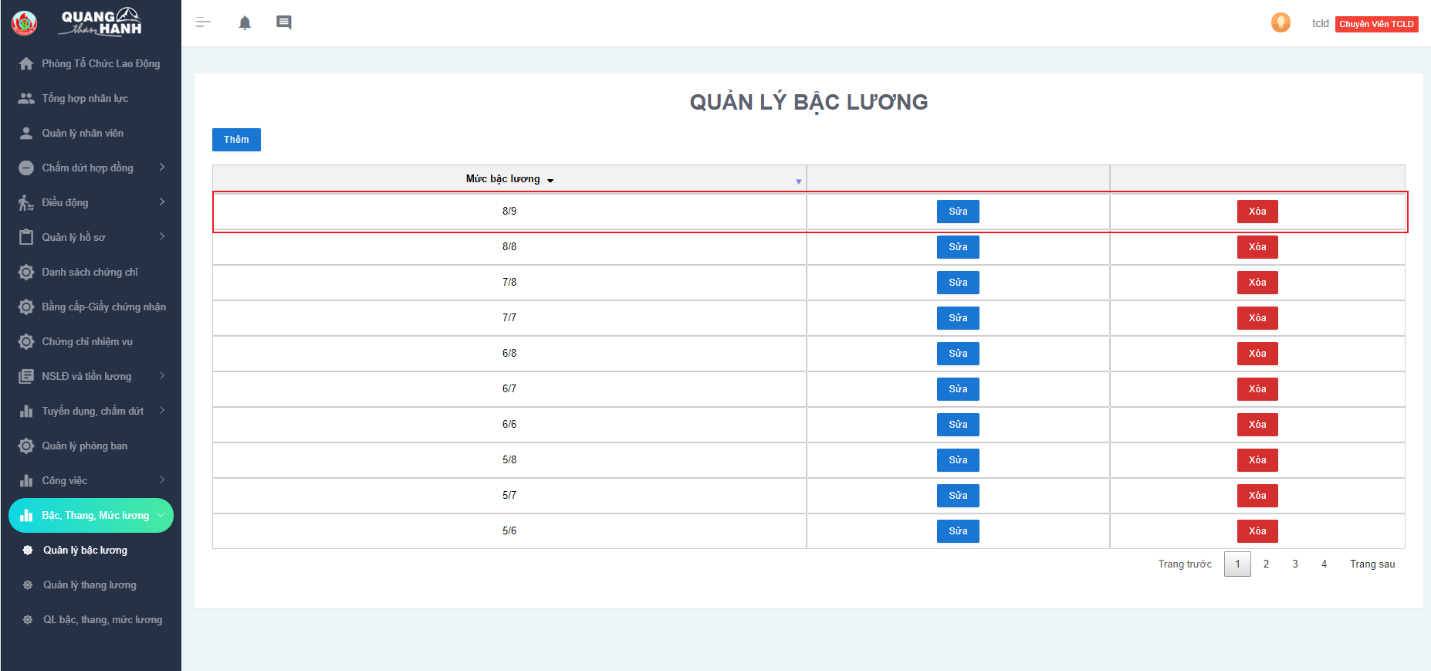 QUANG
than HANH
tcld Chuyên Viên TCLD
Phòng Tổ Chức Lao Động
Tổng hợp nhân lực
Quản lý nhân viên
Chấm dứt hợp đồng
Điều động
Quản lý hồ sơ
Danh sách chứng chỉ
Bằng cấp-Giấy chứng nhận
Chứng chỉ nhiệm vụ
NSLĐ và tiền lương
Tuyển dụng, chấm dứt
Quản lý phòng ban
Công việc
Bậc, Thang, Mức lương
Quản lý bậc lương
Quản lý thang lương
QL bậc, thang, mức lương
QUẢN LÝ BẬC LƯƠNG
Thêm
Mức bậc lương
8/9 Sửa Xóa
8/8 Sửa Xóa
7/8 Sửa Xóa
7/7 Sửa Xóa
6/8 Sửa Xóa
6/7 Sửa Xóa
6/6 Sửa Xóa
5/8 Sửa Xóa
5/7 Sửa Xóa
5/6 Sửa Xóa
Trang trước 1 2 3 4 Trang sau